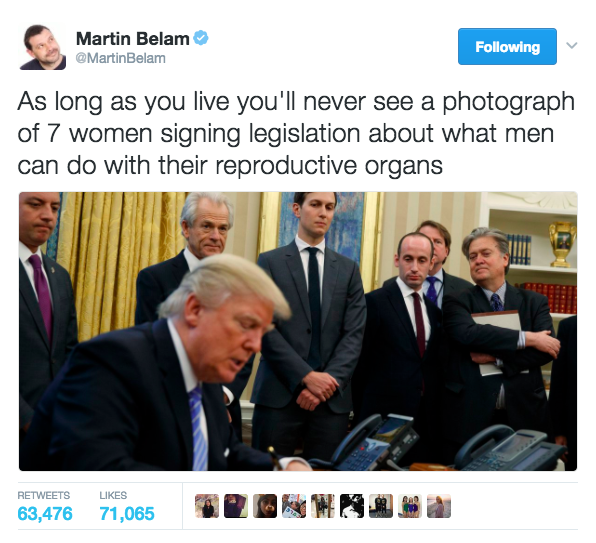 Martin Belam
@MartinBelam
Following
As long as you live you'll never see a photograph
of 7 women signing legislation about what men
can do with their reproductive organs
RETWEETS LIKES
63,476 71,065